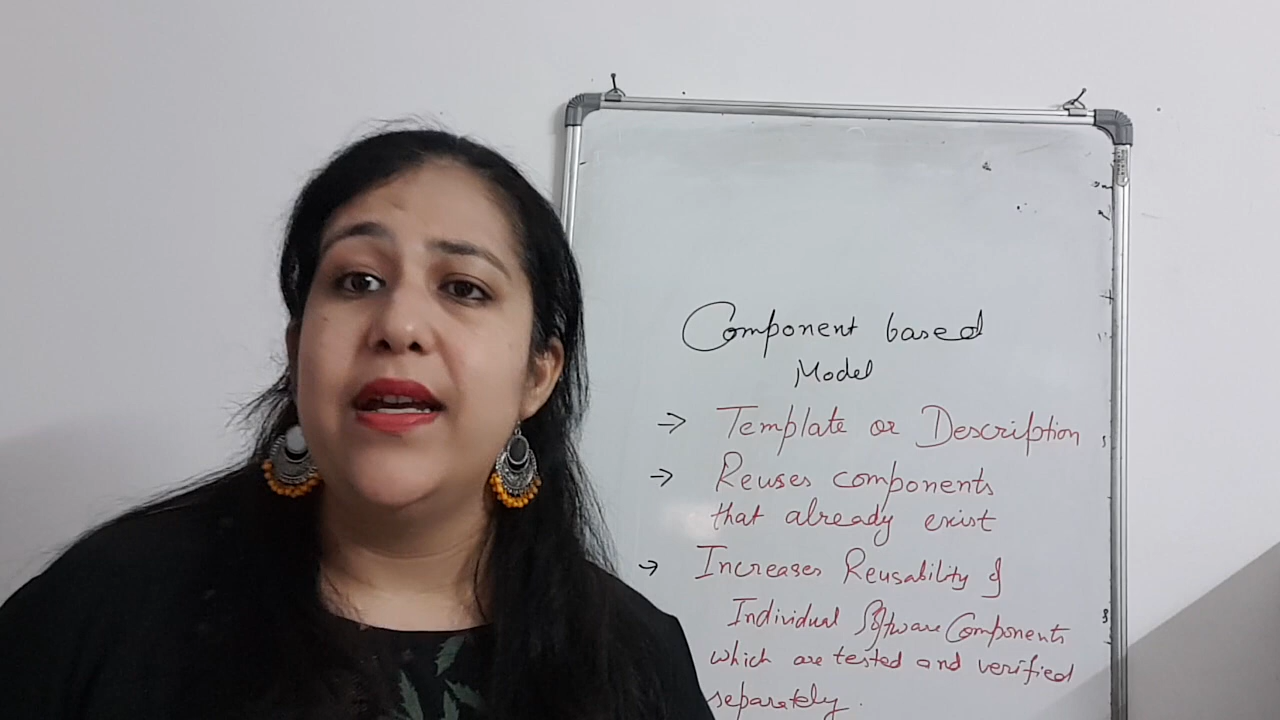 Component based
Model
→ Template or Description
→ Reuses components
that already exist
→ Increases Reusability of
Individual Software Components
which are tested and verified
separately.